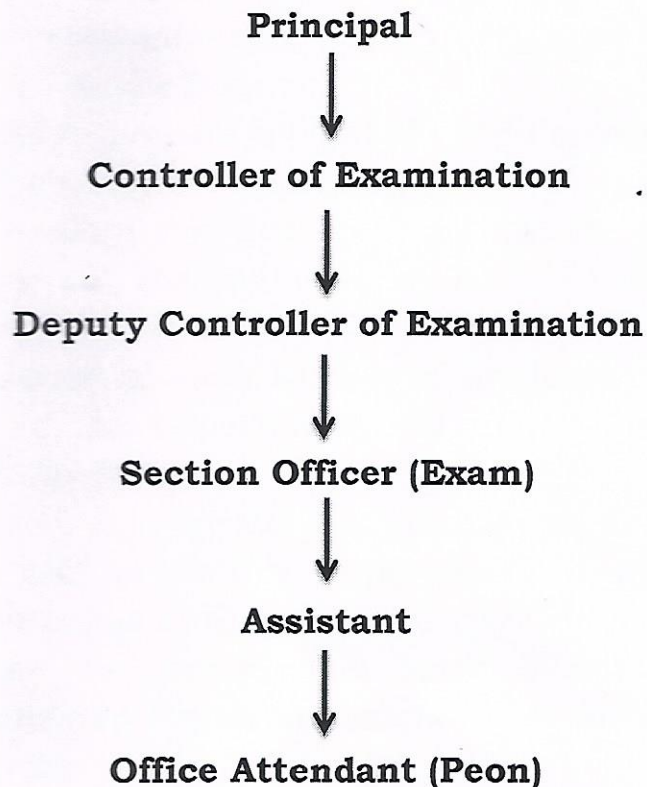 Principal
Controller of Examination
Deputy Controller of Examination
Section Officer (Exam)
Assistant
Office Attendant (Peon)